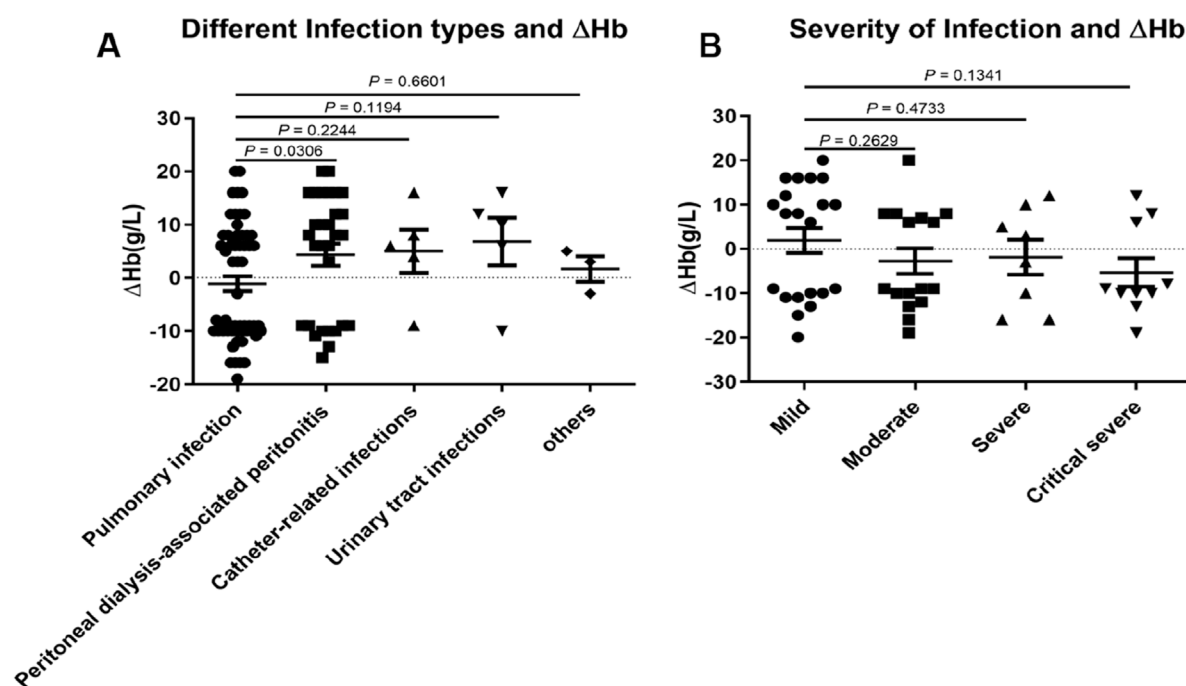 A
Different Infection types and ΔHb
P = 0.6601
P = 0.1194
P = 0.2244
P = 0.0306
30
20
10
0
-10
-20
ΔHb(g/L)
Pulmonary infection
Peritoneal dialysis-associated peritonitis
Catheter-related infections
Urinary tract infections
others
B
Severity of Infection and ΔHb
P = 0.1341
P = 0.4733
P = 0.2629
30
20
10
0
-10
-20
-30
ΔHb(g/L)
Mild
Moderate
Severe
Critical severe